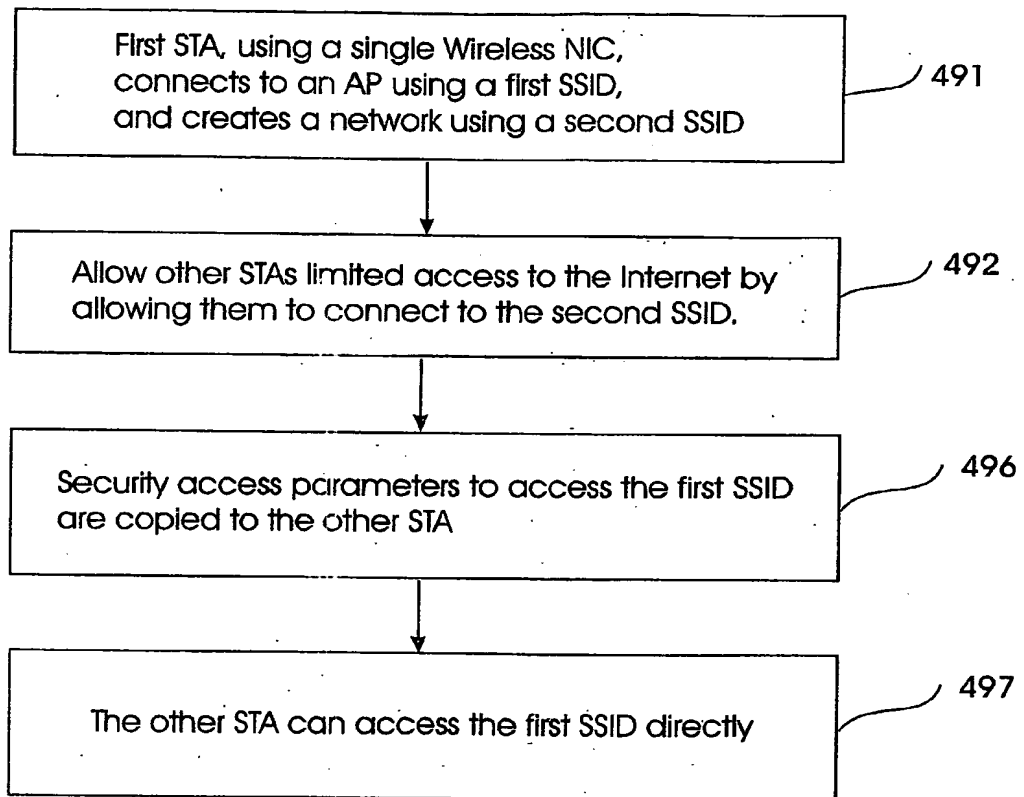 First STA, using a single Wireless NIC,
connects to an AP using a first SSID,
and creates a network using a second SSID
491
Allow other STAs limited access to the Internet by
allowing them to connect to the second SSID.
492
Security access parameters to access the first SSID
are copied to the other STA
496
The other STA can access the first SSID directly
497